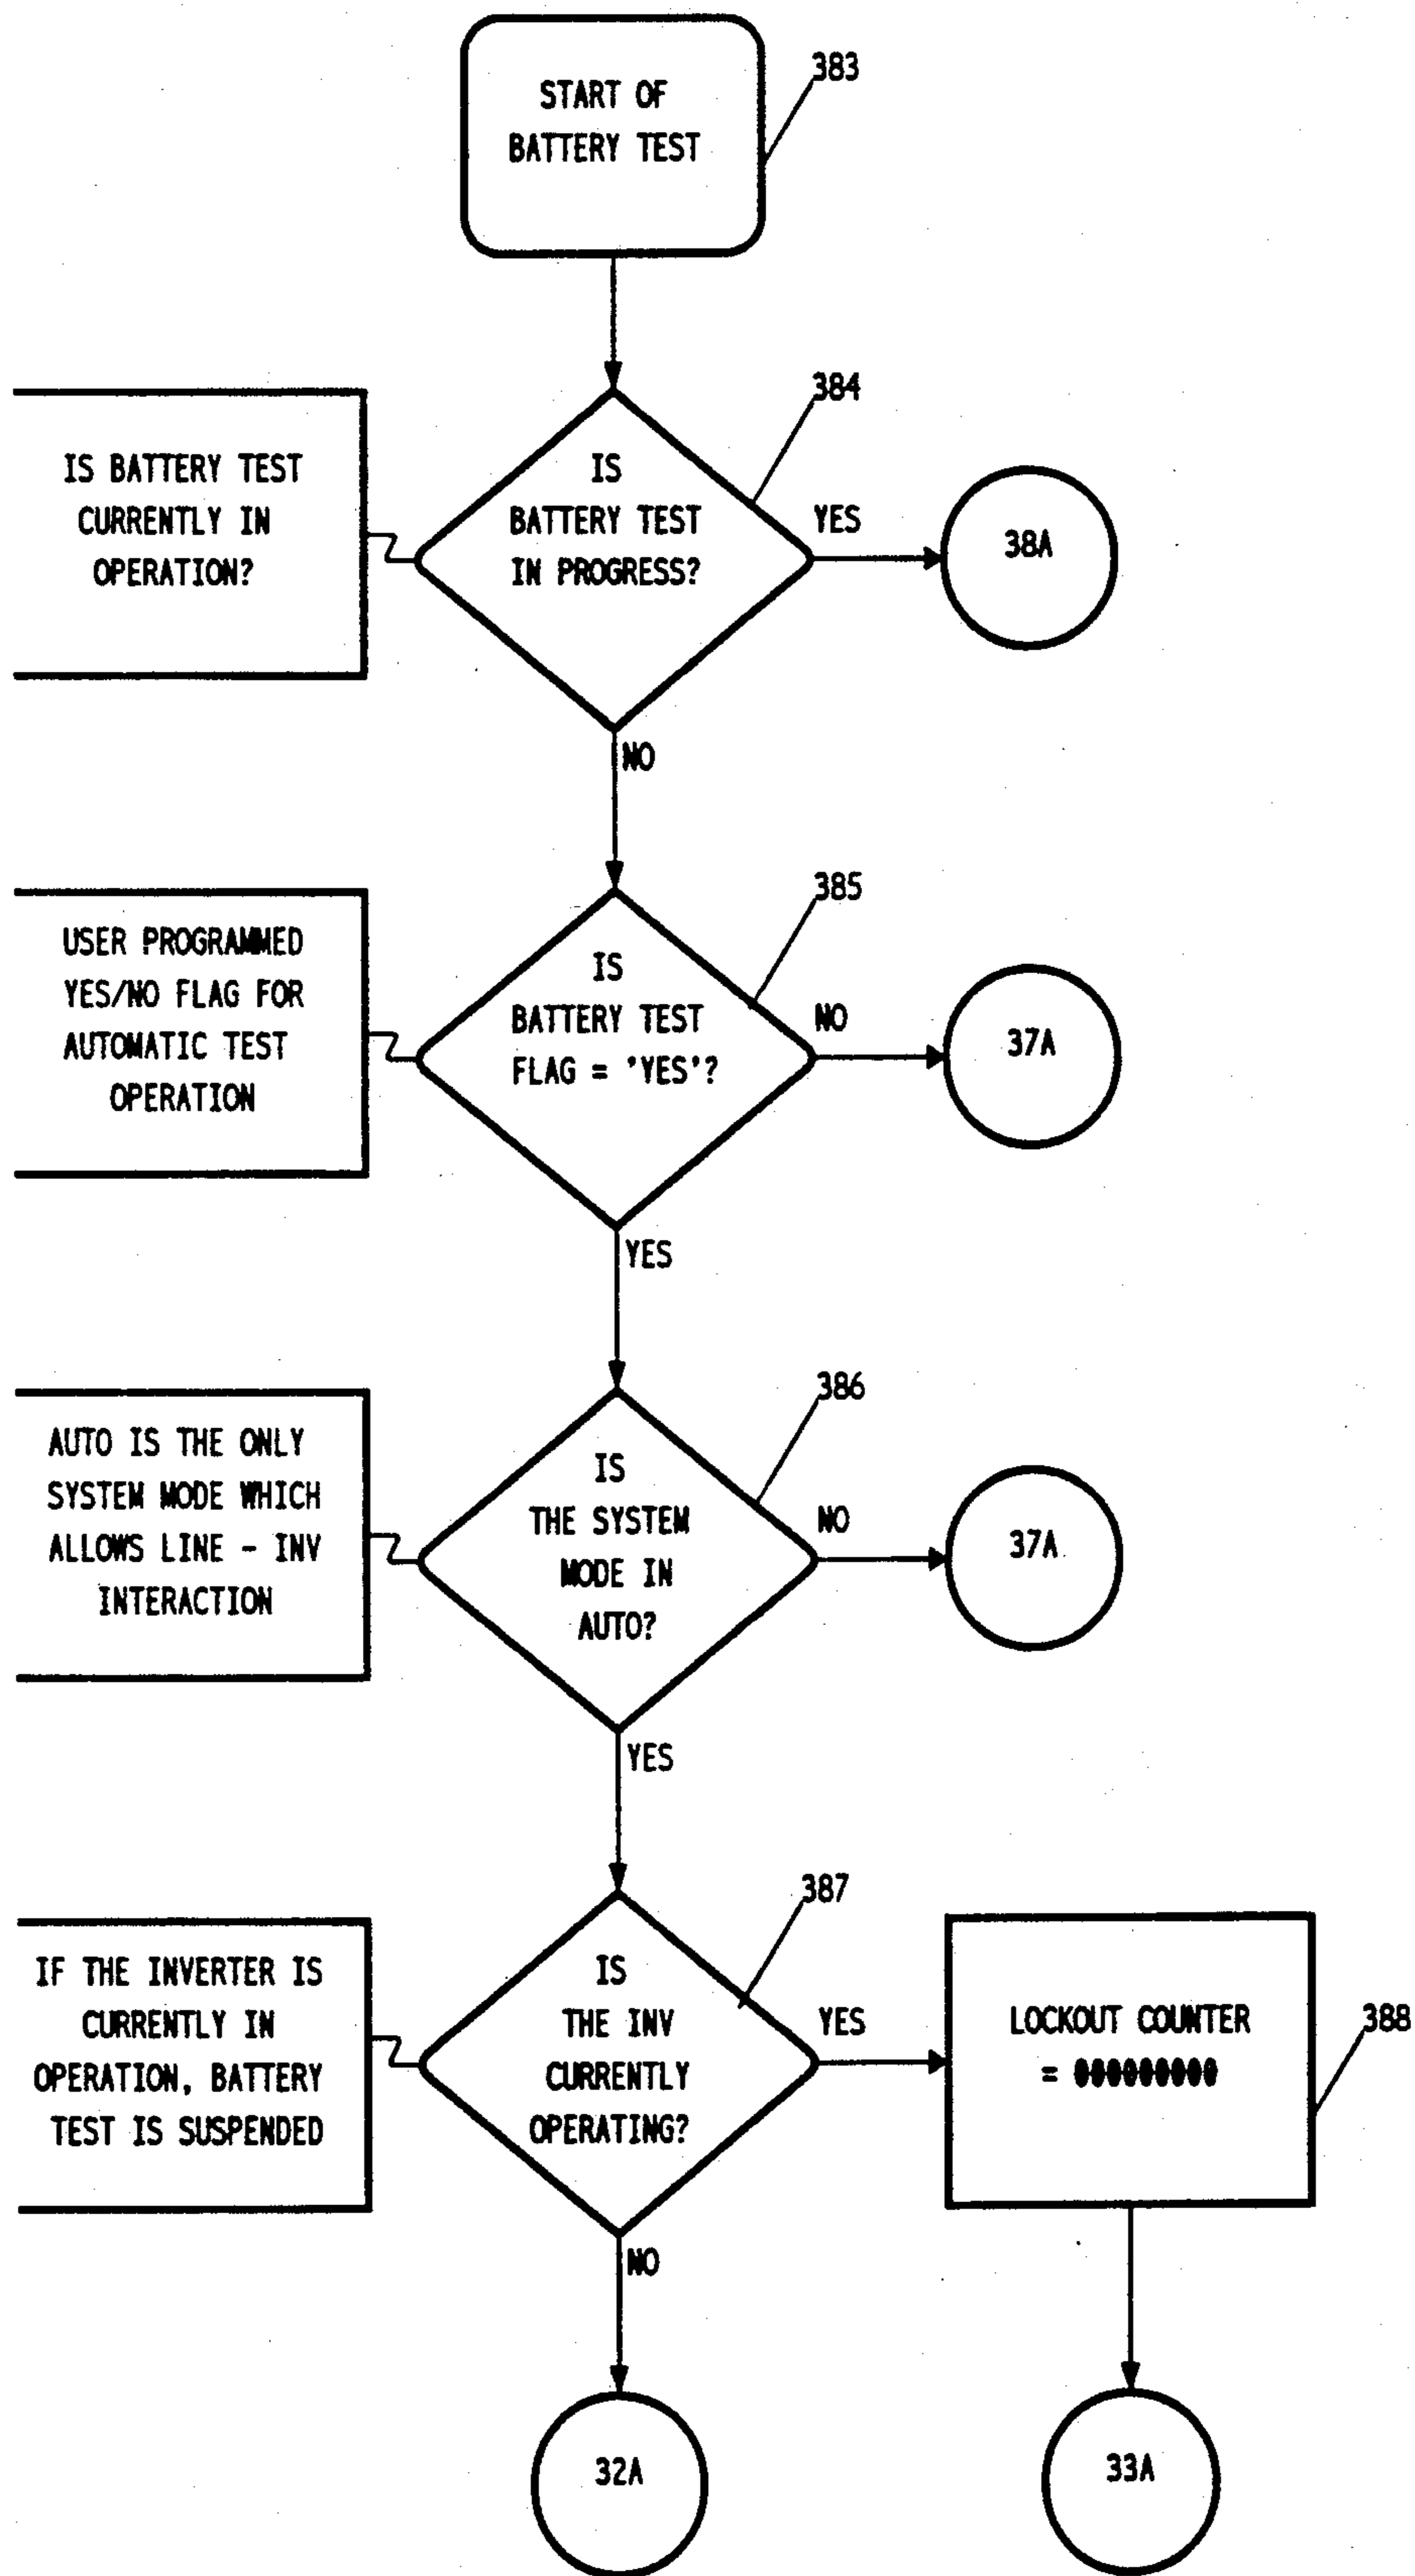 START OF
BATTERY TEST
383
384
IS BATTERY TEST
CURRENTLY IN
OPERATION?
IS
BATTERY TEST
IN PROGRESS?
YES
38A
NO
385
USER PROGRAMMED
YES/NO FLAG FOR
AUTOMATIC TEST
OPERATION
IS
BATTERY TEST
FLAG = 'YES'?
NO
37A
YES
386
AUTO IS THE ONLY
SYSTEM MODE WHICH
ALLOWS LINE - INV
INTERACTION
IS
THE SYSTEM
MODE IN
AUTO?
NO
37A
YES
387
IF THE INVERTER IS
CURRENTLY IN
OPERATION, BATTERY
TEST IS SUSPENDED
IS
THE INV
CURRENTLY
OPERATING?
YES
LOCKOUT COUNTER
= 000000000
388
NO
32A
33A